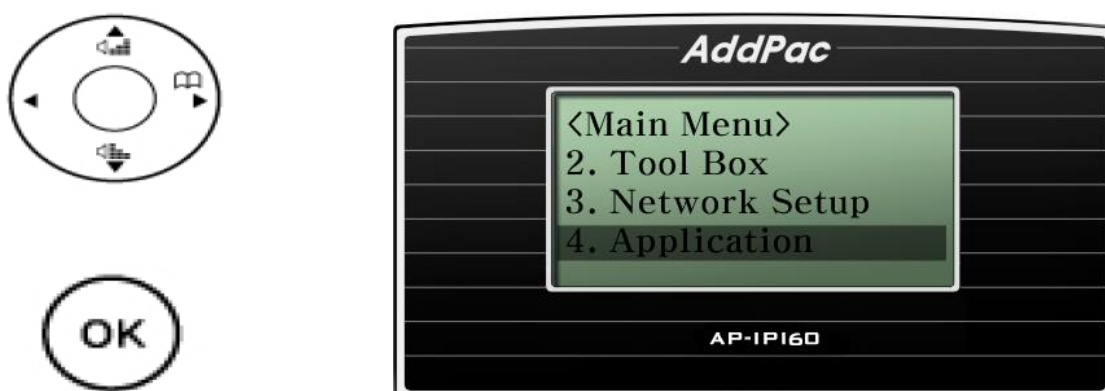 AddPac
<Main Menu>
2. Tool Box
3. Network Setup
4. Application
OK
AP-IP160